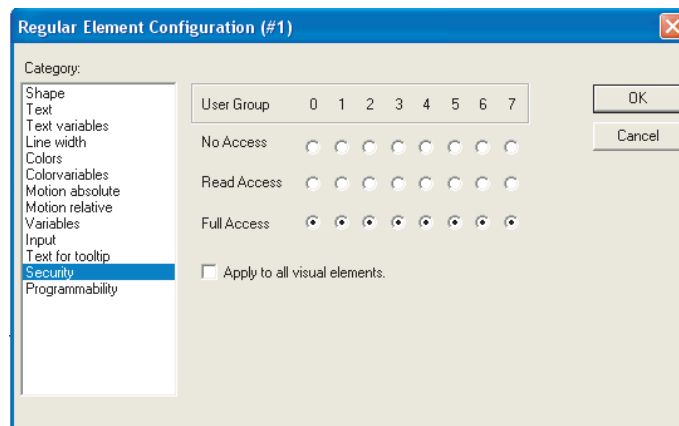 Regular Element Configuration (#1)
Category:
Shape
Text
Text variables
Line width
Colors
Colorvariables
Motion absolute
Motion relative
Variables
Input
Text for tooltip
Security
Programmability
User Group 0 1 2 3 4 5 6 7
No Access
Read Access
Full Access
Apply to all visual elements.
OK
Cancel